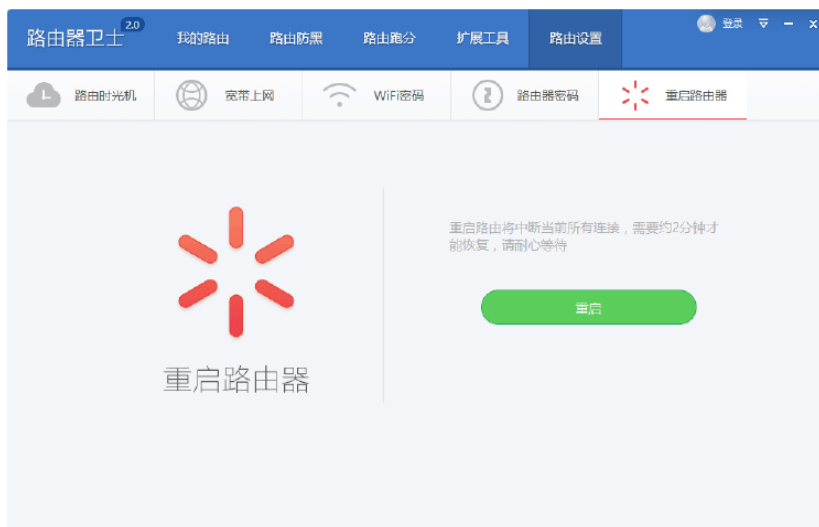 路由器卫士 2.0 我的路由 路由防黑 路由跑分 扩展工具 路由设置 登录
路由时光机 宽带上网 WiFi密码 路由器密码 重启路由器
重启路由将中断当前所有连接，需要约2分钟才
能恢复，请耐心等待
重启
重启路由器